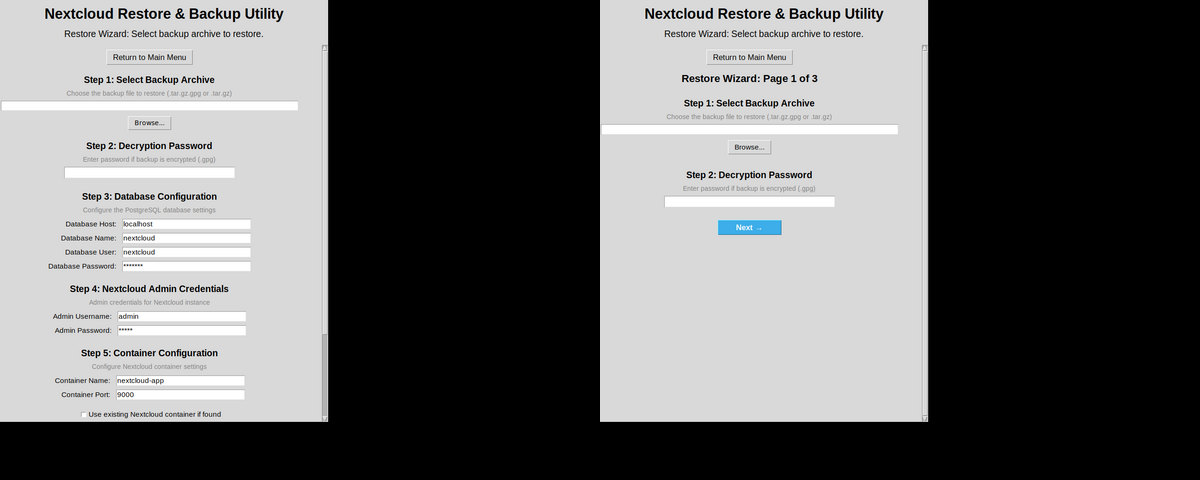 Nextcloud Restore & Backup Utility
Restore Wizard: Select backup archive to restore.
Return to Main Menu
Step 1: Select Backup Archive
Choose the backup file to restore (.tar.gz.gpg or .tar.gz)
Browse...
Step 2: Decryption Password
Enter password if backup is encrypted (.gpg)
Step 3: Database Configuration
Configure the PostgreSQL database settings
Database Host: localhost
Database Name: nextcloud
Database User: nextcloud
Database Password: *******
Step 4: Nextcloud Admin Credentials
Admin credentials for Nextcloud instance
Admin Username: admin
Admin Password: *****
Step 5: Container Configuration
Configure Nextcloud container settings
Container Name: nextcloud-app
Container Port: 9000
Use existing Nextcloud container if found
Nextcloud Restore & Backup Utility
Restore Wizard: Select backup archive to restore.
Return to Main Menu
Restore Wizard: Page 1 of 3
Step 1: Select Backup Archive
Choose the backup file to restore (.tar.gz.gpg or .tar.gz)
Browse...
Step 2: Decryption Password
Enter password if backup is encrypted (.gpg)
Next →